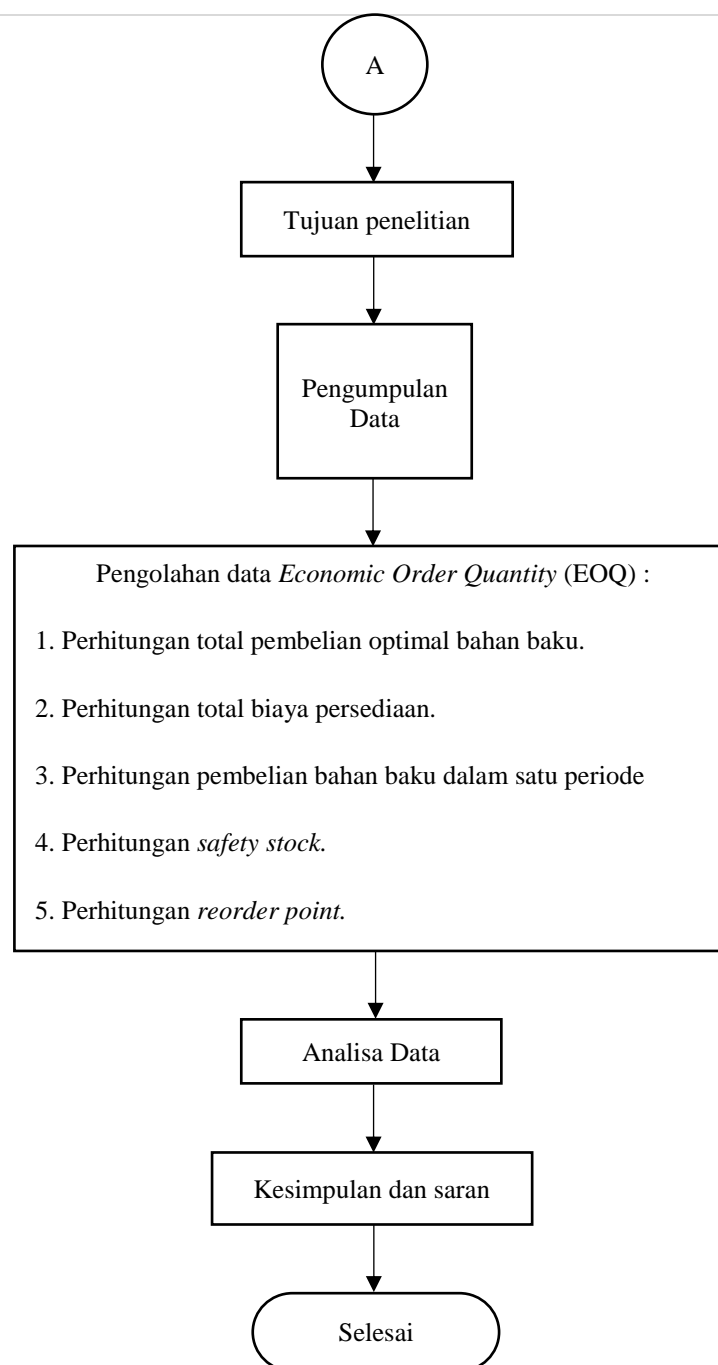 A
Tujuan penelitian
Pengumpulan
Data
Pengolahan data Economic Order Quantity (EOQ) :
1. Perhitungan total pembelian optimal bahan baku.
2. Perhitungan total biaya persediaan.
3. Perhitungan pembelian bahan baku dalam satu periode
4. Perhitungan safety stock.
5. Perhitungan reorder point.
Analisa Data
Kesimpulan dan saran
Selesai